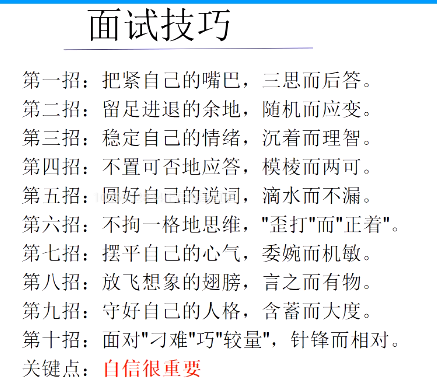 面试技巧
第一招：把紧自己的嘴巴，三思而后答。
第二招：留足进退的余地，随机而应变。
第三招：稳定自己的情绪，沉着而理智。
第四招：不置可否地应答，模棱而两可。
第五招：圆好自己的说词，滴水而不漏。
第六招：不拘一格地思维，"歪打"而"正着"。
第七招：摆平自己的心气，委婉而机敏。
第八招：放飞想象的翅膀，言之而有物。
第九招：守好自己的人格，含蓄而大度。
第十招：面对"刁难"巧"较量"，针锋而相对。
关键点：自信很重要